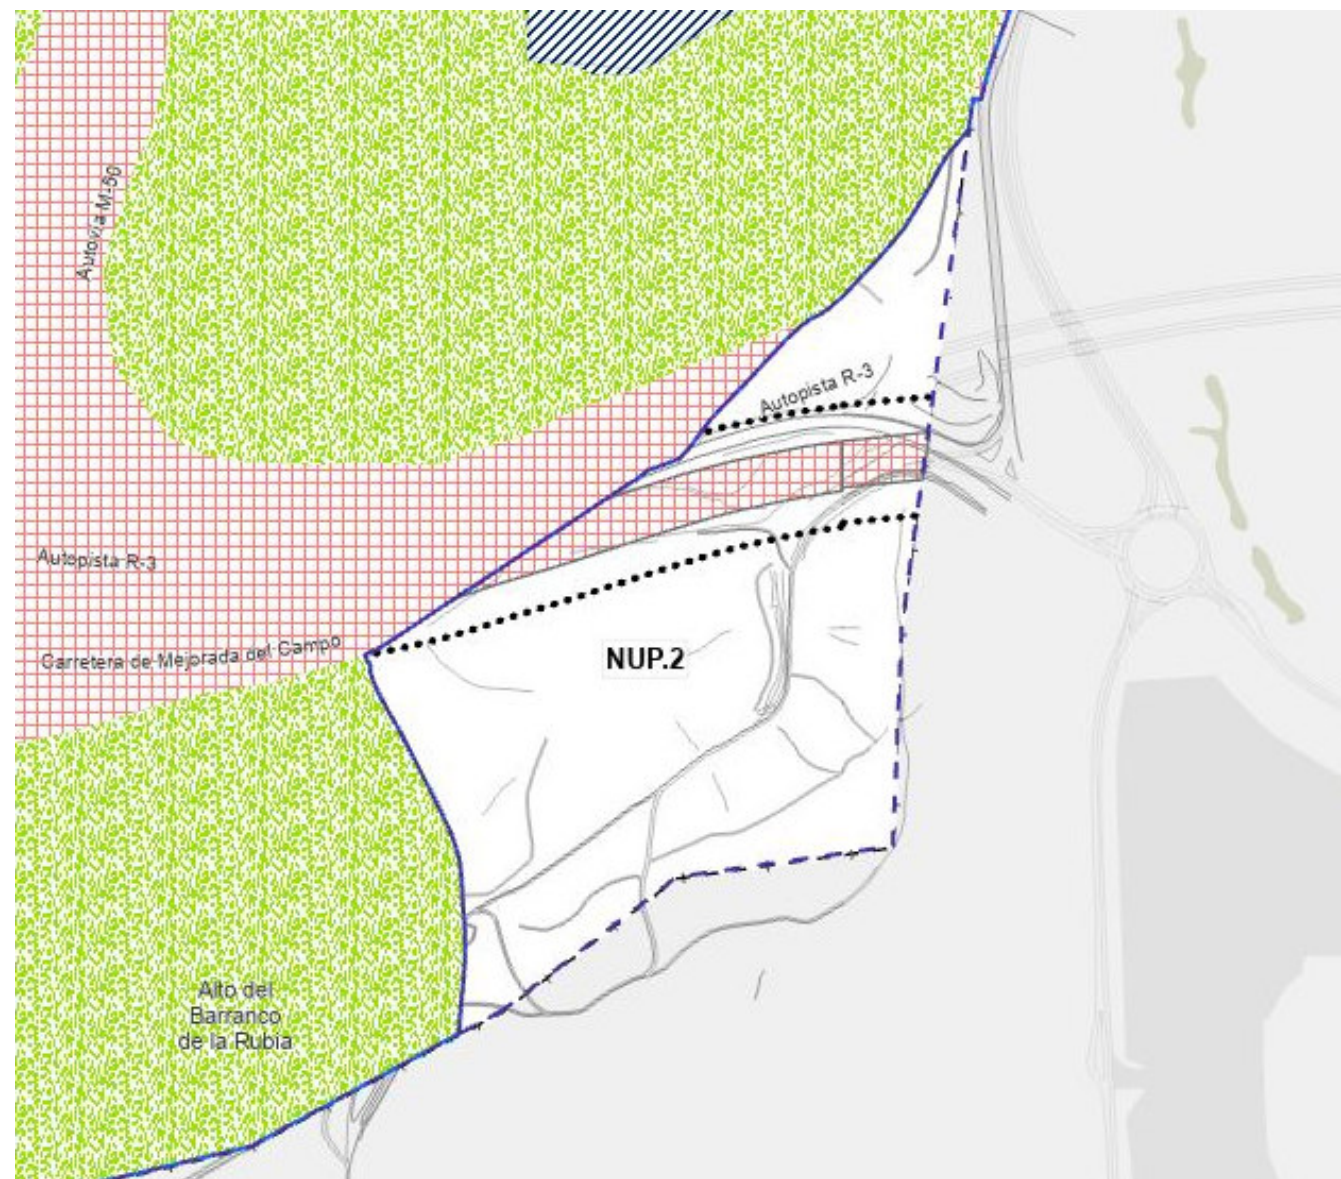 Autovía M-50
Autopista R-3
Autopista R-3
Carretera de Mejorada del Campo
NUP.2
Alto del
Barranco
de la Rubia